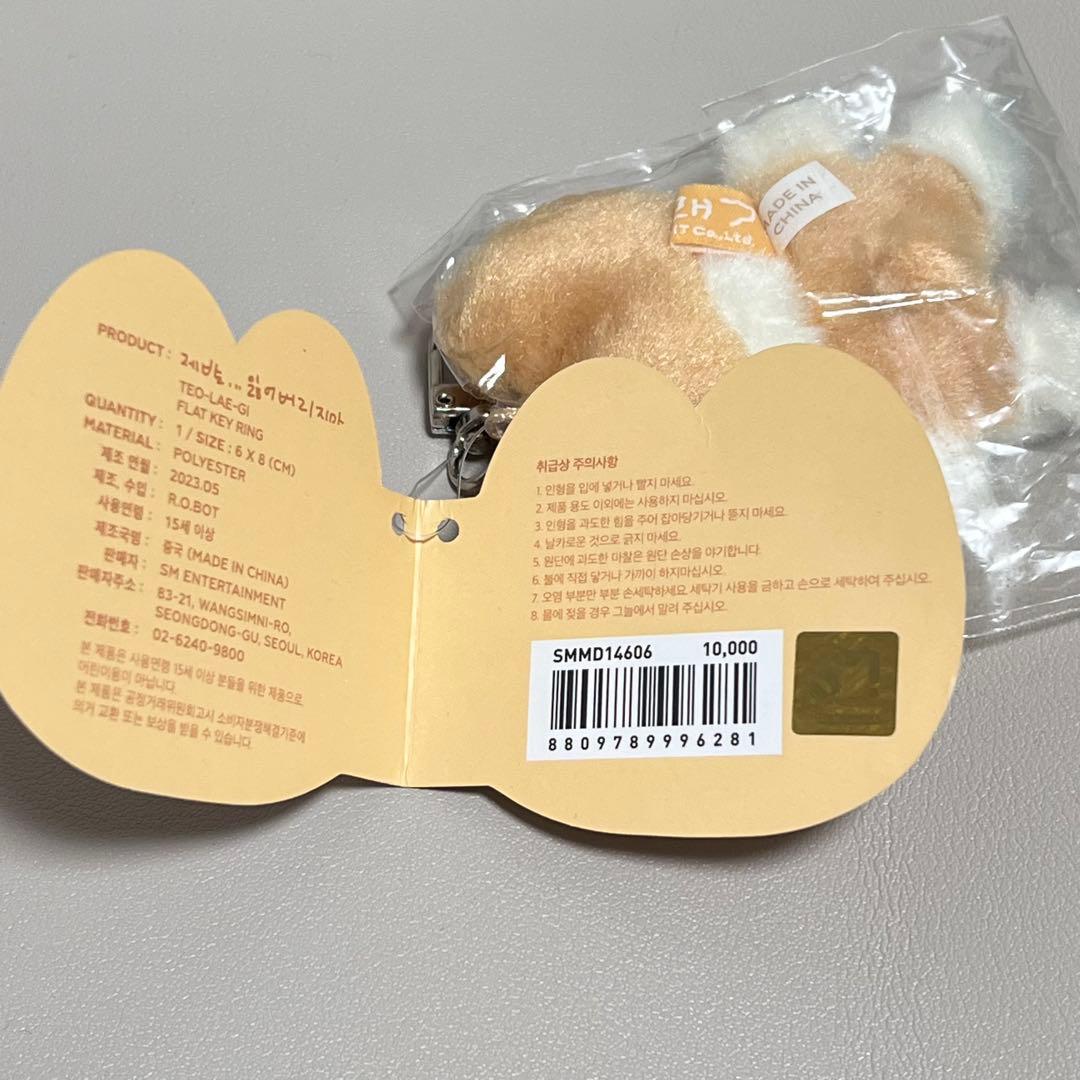 PRODUCT : 제발... 잃어버리지마
TEO-LAE-GI
FLAT KEY RING
QUANTITY : 1 / SIZE : 6 X 8 (CM)
MATERIAL : POLYESTER
제조 연월 : 2023.05
제조, 수입 : R.O.BOT
사용연령 : 15세 이상
제조국명 : 중국 (MADE IN CHINA)
판매자 : SM ENTERTAINMENT
판매자주소 : 83-21, WANGSIMNI-RO,
SEONGDONG-GU, SEOUL, KOREA
전화번호 : 02-6240-9800
본 제품은 사용연령 15세 이상 분들을 위한 제품으로
어린이용이 아닙니다.
본 제품은 공정거래위원회고시 소비자분쟁해결기준에
의거 교환 또는 보상을 받을 수 있습니다.
취급상 주의사항
1. 인형을 입에 넣거나 빨지 마세요.
2. 제품 용도 이외에는 사용하지 마십시오.
3. 인형을 과도한 힘을 주어 잡아당기거나 뜯지 마세요.
4. 날카로운 것으로 긁지 마세요.
5. 원단에 과도한 마찰은 원단 손상을 야기합니다.
6. 불에 직접 닿거나 가까이 하지마십시오.
7. 오염 부분만 부분 손세탁하세요 세탁기 사용을 금하고 손으로 세탁하여 주십시오.
8. 물에 젖을 경우 그늘에서 말려 주십시오.
SMMD14606 10,000
8809789996281
MADE IN
CHINA
Co.,Ltd.